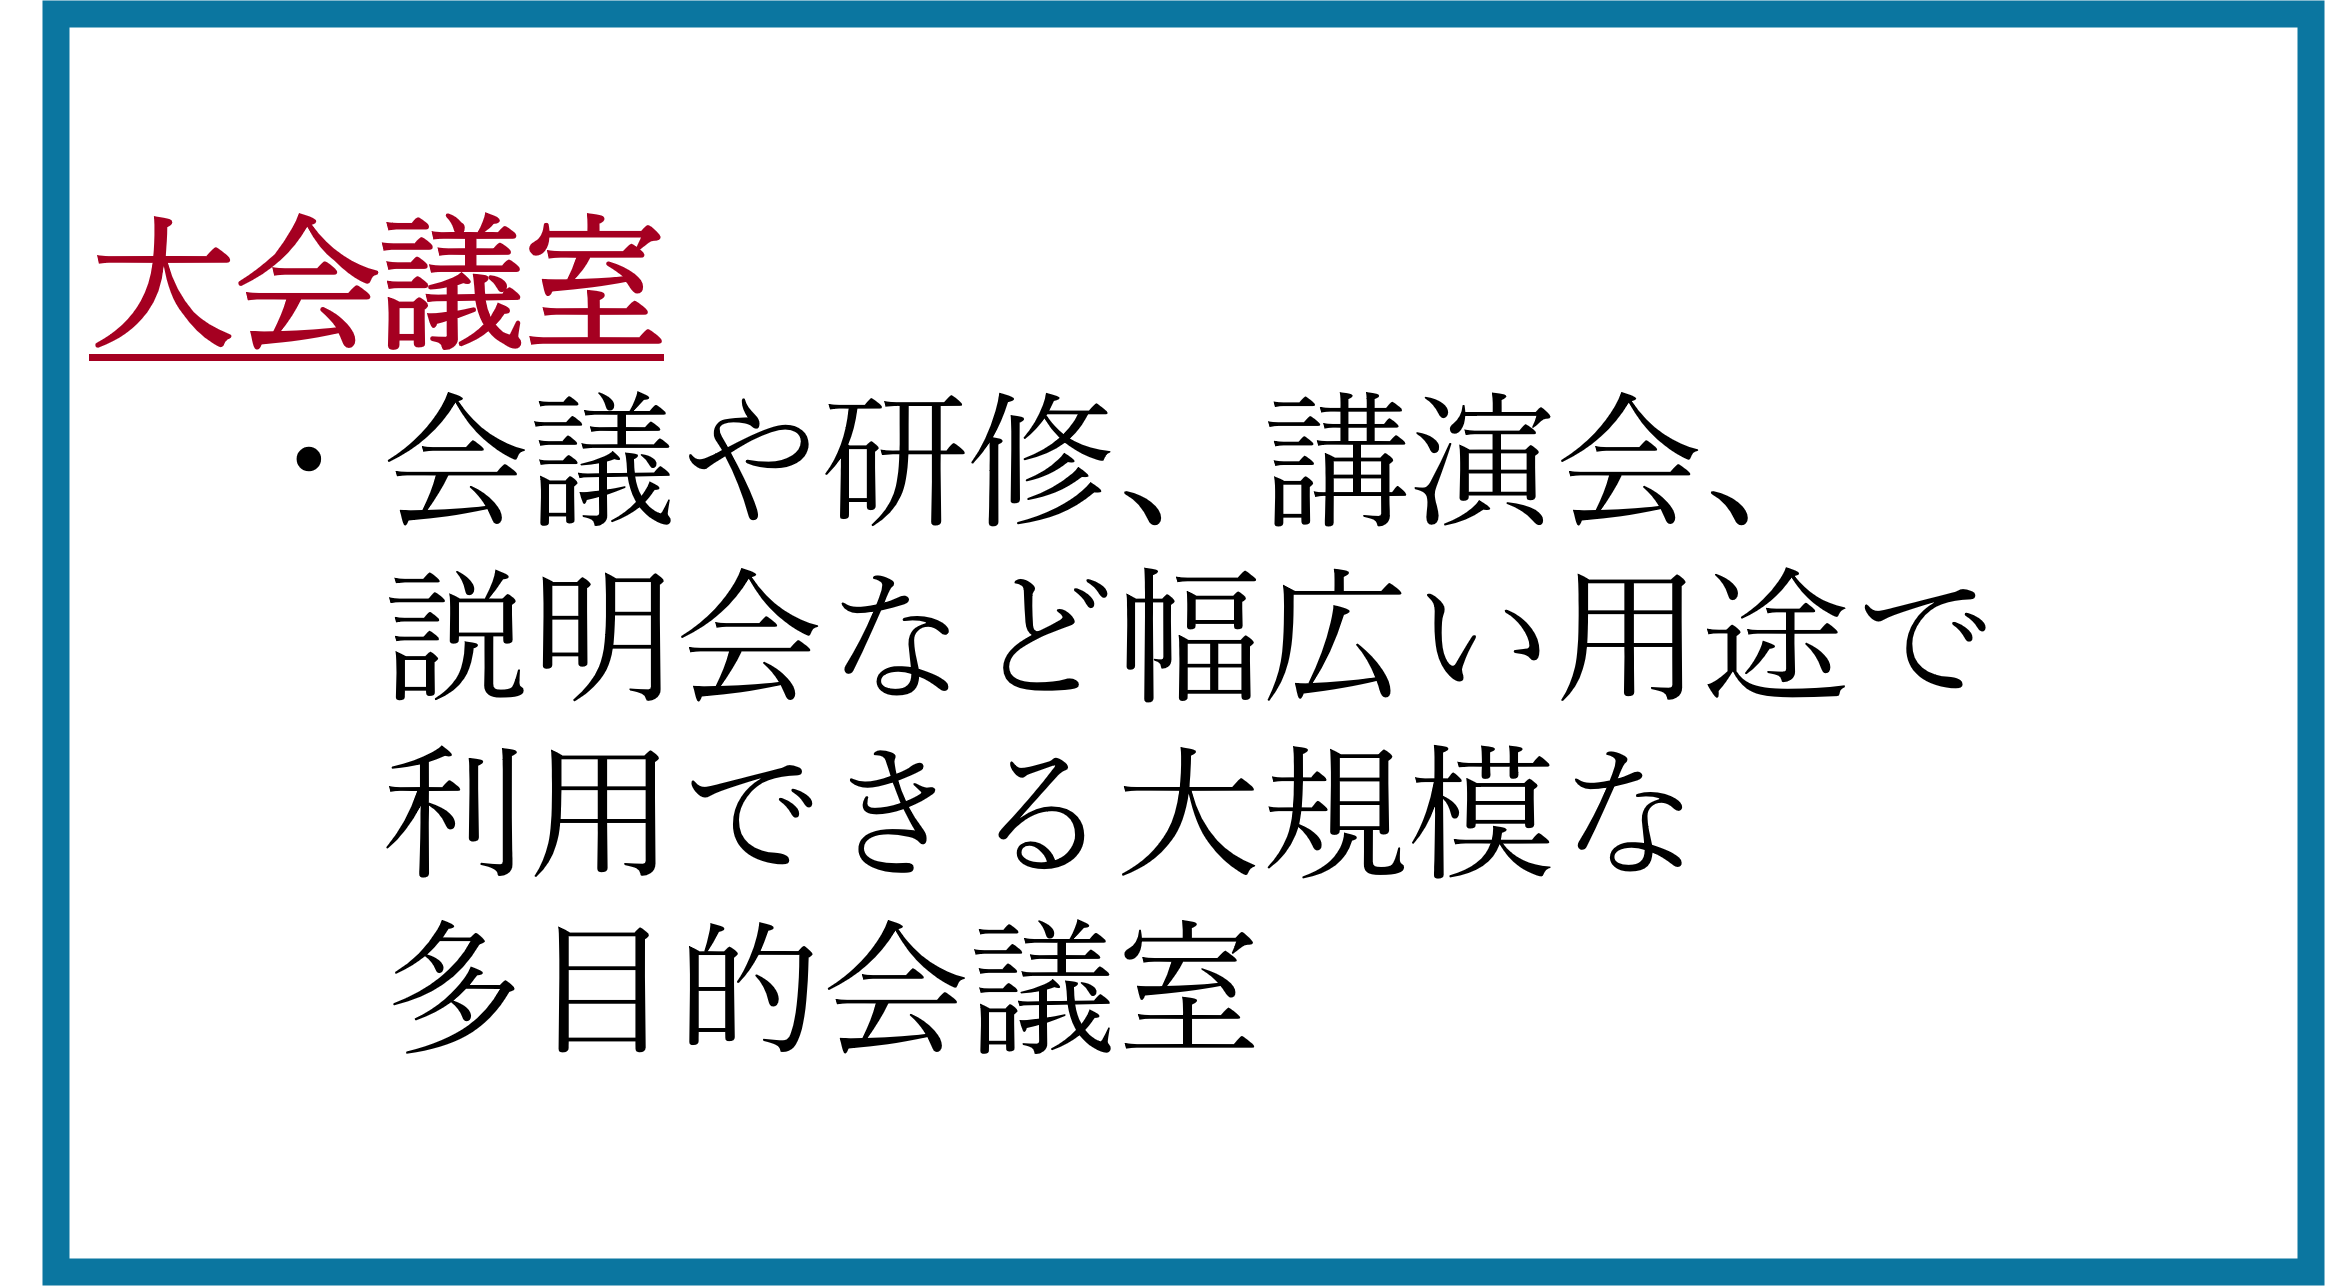 大会議室
・会議や研修、講演会、
説明会など幅広い用途で
利用できる大規模な
多目的会議室